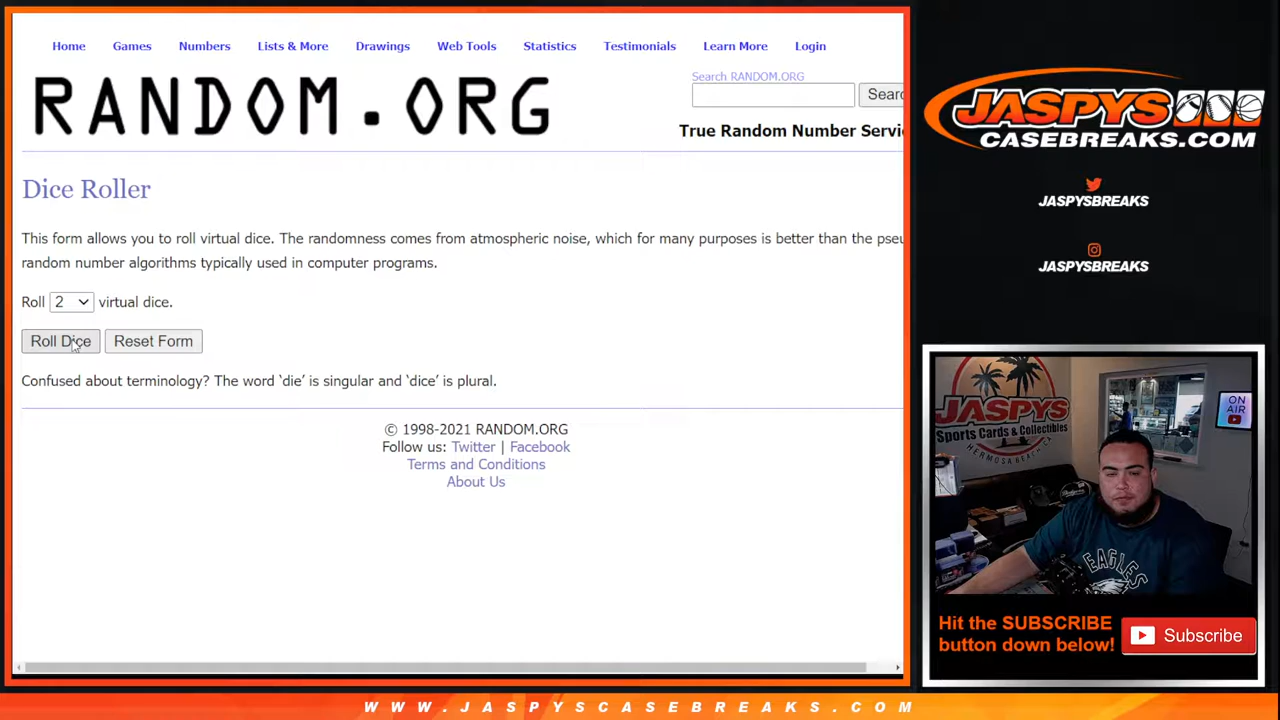 Home Games Numbers Lists & More Drawings Web Tools Statistics Testimonials Learn More Login
RANDOM.ORG
Search RANDOM.ORG
Searc
True Random Number Servi
Dice Roller
This form allows you to roll virtual dice. The randomness comes from atmospheric noise, which for many purposes is better than the pseu
random number algorithms typically used in computer programs.
Roll 2 virtual dice.
Roll Dice Reset Form
Confused about terminology? The word ‘die’ is singular and ‘dice’ is plural.
© 1998-2021 RANDOM.ORG
Follow us: Twitter | Facebook
Terms and Conditions
About Us
JASPYS
CASEBREAKS.COM
JASPYSBREAKS
JASPYSBREAKS
JASPYS
Sports Cards & Collectibles
HERMOSA BEACH CA
ON
AIR
EAGLES
Hit the SUBSCRIBE
button down below!
Subscribe
WWW.JASPYSCASEBREAKS.COM